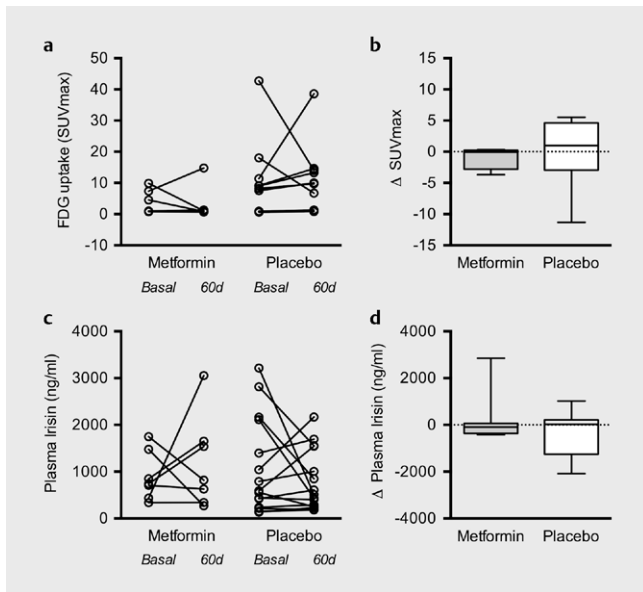 a
FDG uptake (SUVmax)
50
40
30
20
10
0
-10
Metformin Placebo
Basal 60d Basal 60d
b
Δ SUVmax
15
10
5
0
-5
-10
-15
Metformin Placebo
c
Plasma Irisin (ng/ml)
4000
3000
2000
1000
0
Metformin Placebo
Basal 60d Basal 60d
d
Δ Plasma Irisin (ng/ml)
4000
2000
0
-2000
-4000
Metformin Placebo